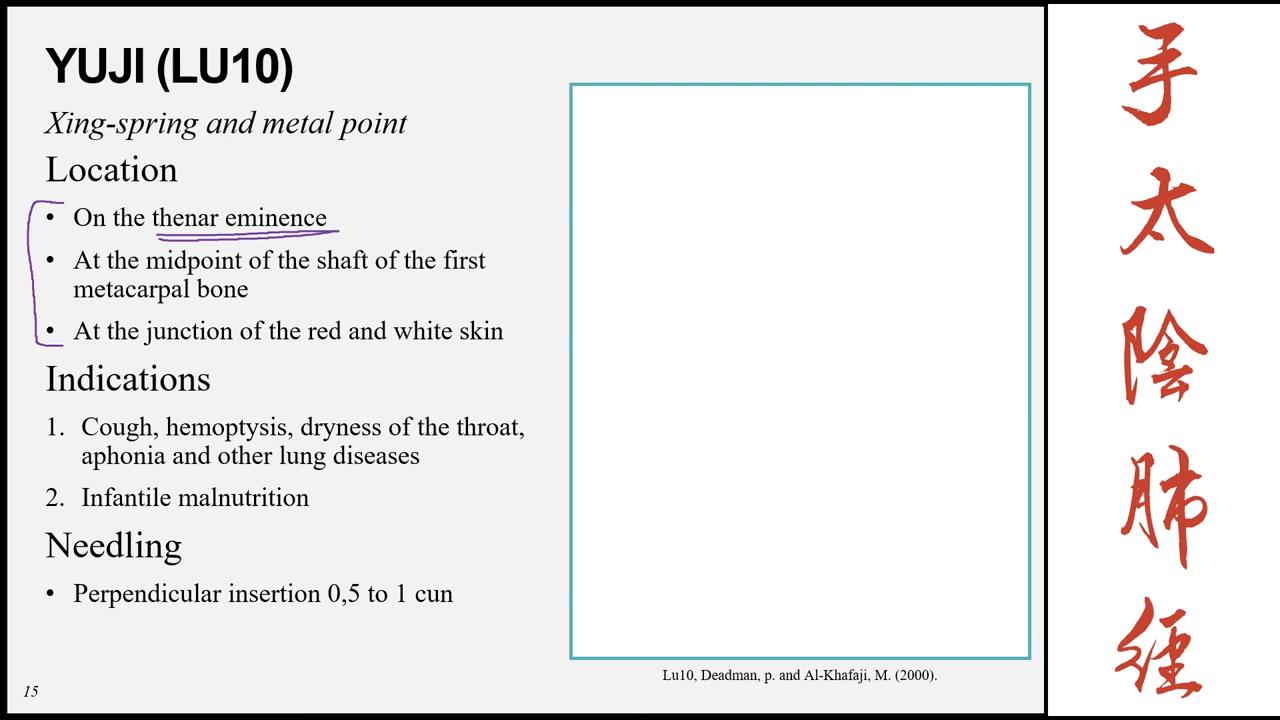 YUJI (LU10)
Xing-spring and metal point
Location
• On the thenar eminence
• At the midpoint of the shaft of the first
metacarpal bone
• At the junction of the red and white skin
Indications
1. Cough, hemoptysis, dryness of the throat,
aphonia and other lung diseases
2. Infantile malnutrition
Needling
• Perpendicular insertion 0,5 to 1 cun
15
Lu10, Deadman, p. and Al-Khafaji, M. (2000).
手
太
陰
肺
經